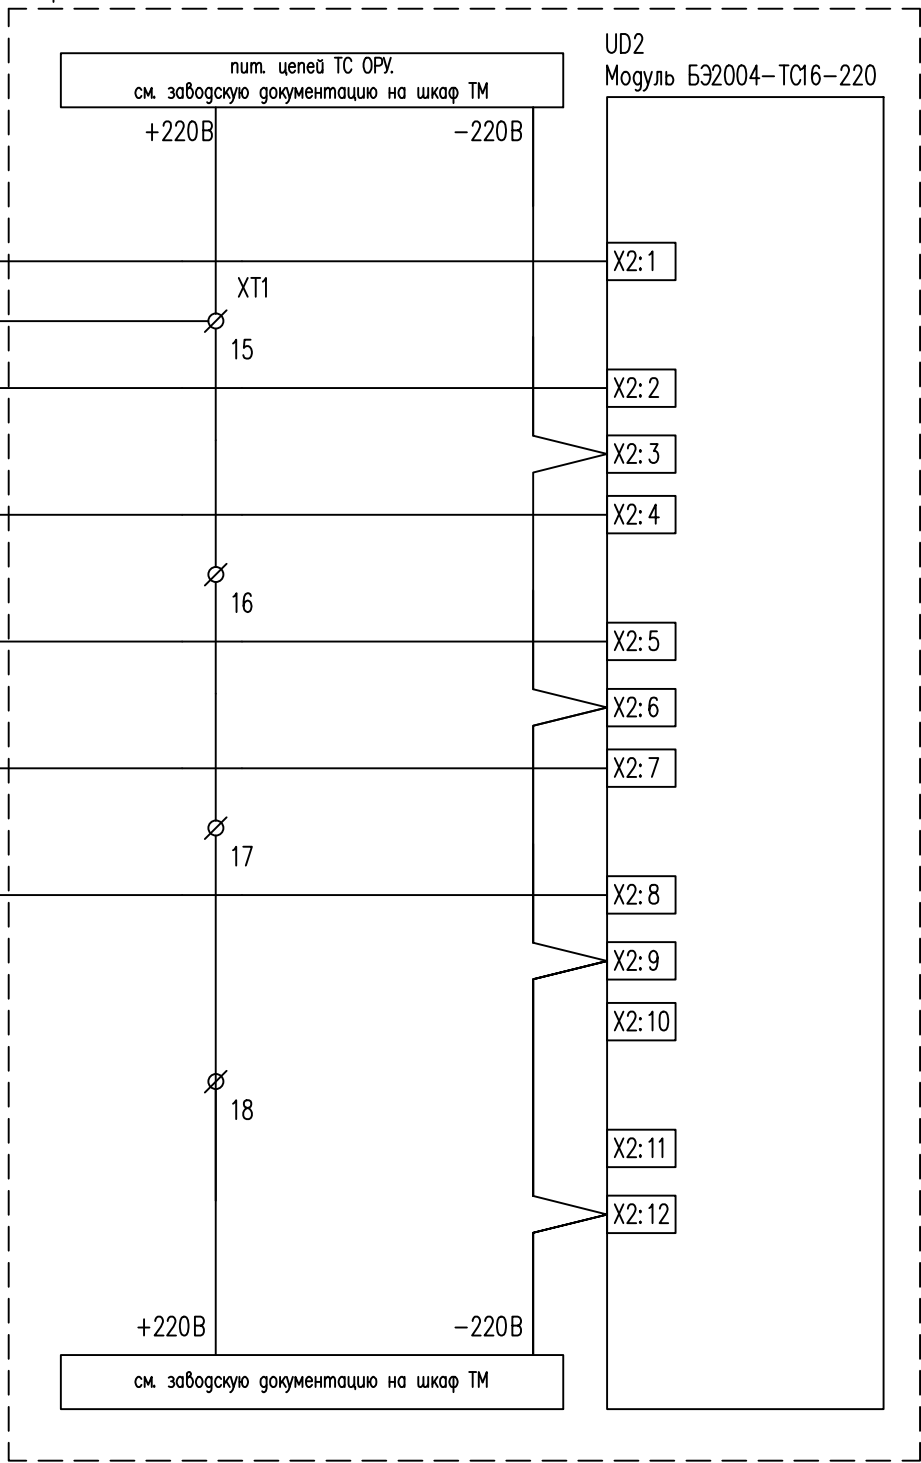 UD2
Модуль БЭ2004-ТС16-220
пит. цепей ТС ОРУ.
см. заводскую документацию на шкаф ТМ
+220В
-220В
X2:1
XT1
15
X2:2
X2:3
X2:4
16
X2:5
X2:6
X2:7
17
X2:8
X2:9
X2:10
18
X2:11
X2:12
+220В
-220В
см. заводскую документацию на шкаф ТМ